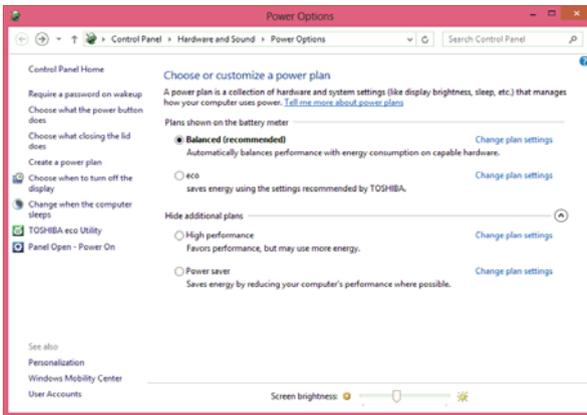 Power Options
Control Panel Hardware and Sound Power Options
Search Control Panel
Control Panel Home
Require a password on wakeup
Choose what the power button
does
Choose what closing the lid
does
Create a power plan
Choose when to turn off the
display
Change when the computer
sleeps
TOSHIBA eco Utility
Panel Open - Power On
See also
Personalization
Windows Mobility Center
User Accounts
Choose or customize a power plan
A power plan is a collection of hardware and system settings (like display brightness, sleep, etc.) that manages
how your computer uses power. Tell me more about power plans
Plans shown on the battery meter
Balanced (recommended) Change plan settings
Automatically balances performance with energy consumption on capable hardware.
eco Change plan settings
saves energy using the settings recommended by TOSHIBA.
Hide additional plans
High performance Change plan settings
Favors performance, but may use more energy.
Power saver Change plan settings
Saves energy by reducing your computer's performance where possible.
Screen brightness: